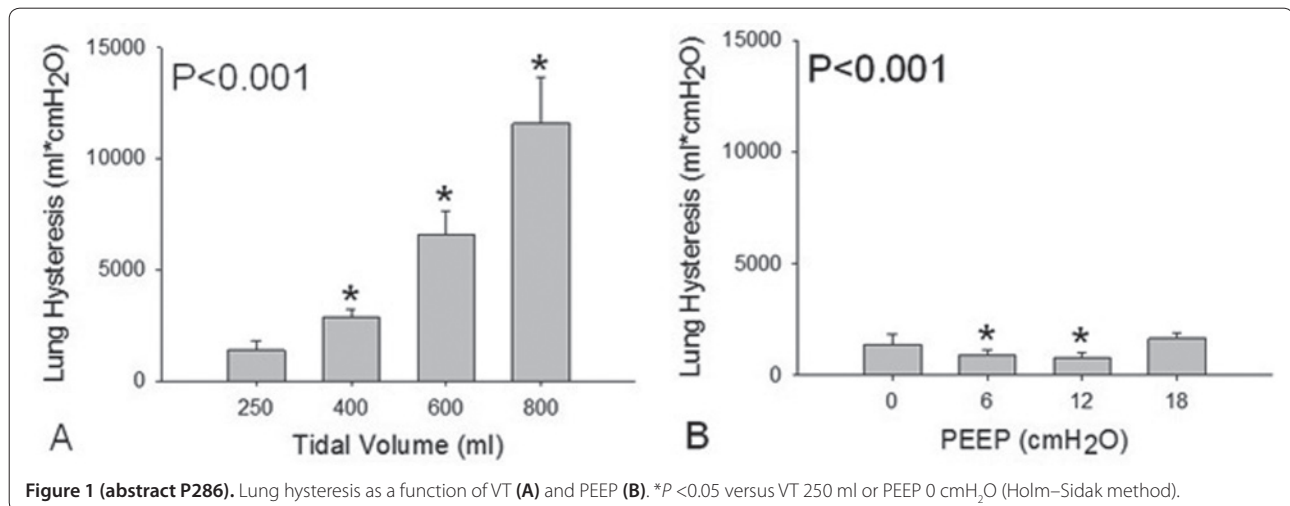 15000
10000
5000
0
Lung Hysteresis (ml*cmH₂O)
P<0.001
*
*
*
250 400 600 800
Tidal Volume (ml)
A
15000
10000
5000
0
Lung Hysteresis (ml*cmH₂O)
P<0.001
*
*
0 6 12 18
PEEP (cmH₂O)
B
Figure 1 (abstract P286). Lung hysteresis as a function of VT (A) and PEEP (B). *P <0.05 versus VT 250 ml or PEEP 0 cmH₂O (Holm–Sidak method).